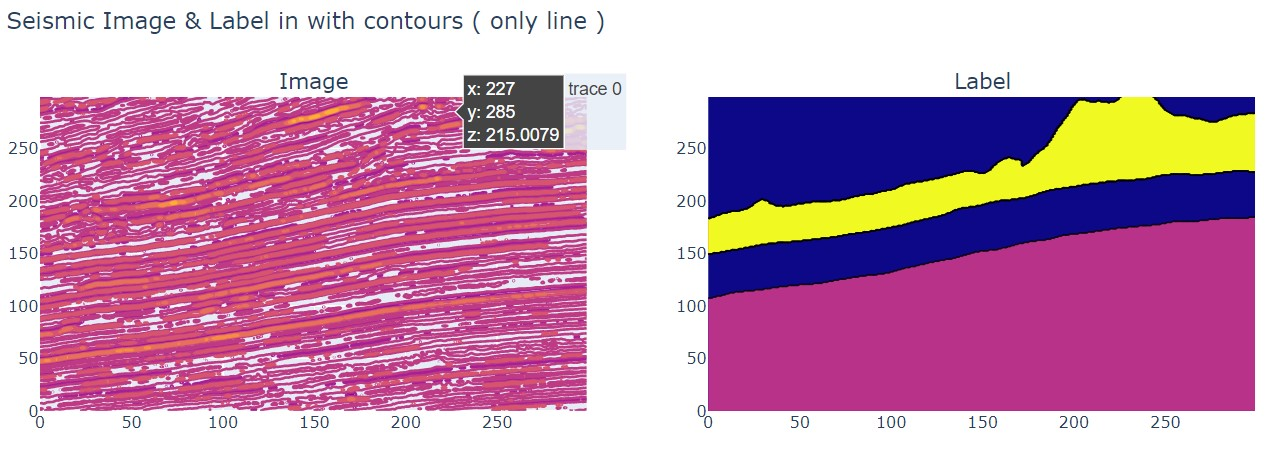 Seismic Image & Label in with contours ( only line )
Image
Label
x: 227
y: 285
z: 215.0079
trace 0
250
200
150
100
50
0
0 50 100 150 200 250
250
200
150
100
50
0
0 50 100 150 200 250